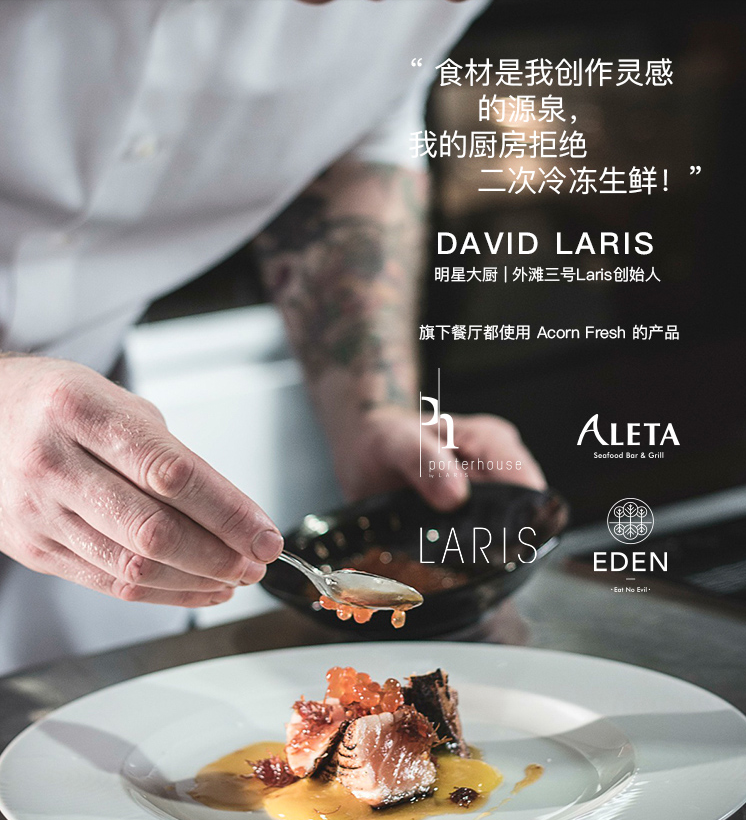 “ 食材是我创作灵感
的源泉，
我的厨房拒绝
二次冷冻生鲜！”
DAVID LARIS
明星大厨 | 外滩三号Laris创始人
旗下餐厅都使用 Acorn Fresh 的产品
ph
porterhouse
by LARIS
ALETA
Seafood Bar & Grill
LARIS
EDEN
·Eat No Evil·